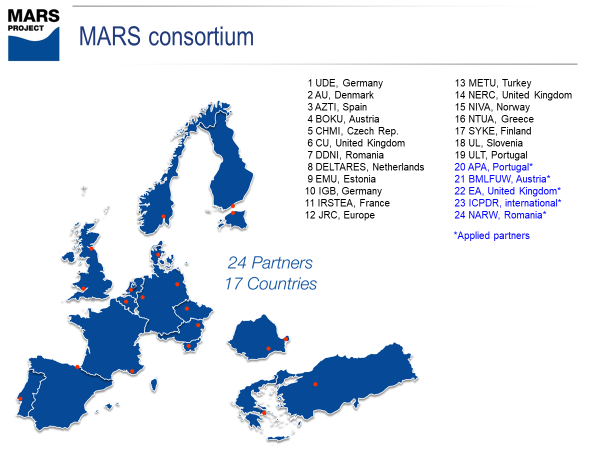 MARS
PROJECT
MARS consortium
1 UDE, Germany
2 AU, Denmark
3 AZTI, Spain
4 BOKU, Austria
5 CHMI, Czech Rep.
6 CU, United Kingdom
7 DDNI, Romania
8 DELTARES, Netherlands
9 EMU, Estonia
10 IGB, Germany
11 IRSTEA, France
12 JRC, Europe
13 METU, Turkey
14 NERC, United Kingdom
15 NIVA, Norway
16 NTUA, Greece
17 SYKE, Finland
18 UL, Slovenia
19 ULT, Portugal
20 APA, Portugal*
21 BMLFUW, Austria*
22 EA, United Kingdom*
23 ICPDR, international*
24 NARW, Romania*
*Applied partners
24 Partners
17 Countries